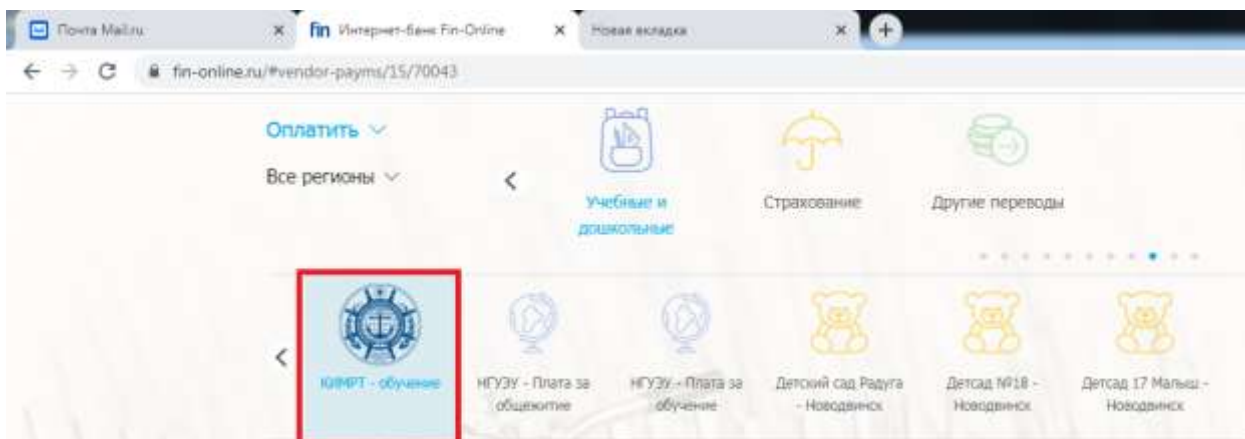 Почта Mail.ru
fin Интернет-банк Fin-Online
Новая вкладка
fin-online.ru/#vendor-payms/15/70043
Оплатить
Все регионы
Учебные и
дошкольные
Страхование
Другие переводы
обучение
НГУЭУ - Плата за
общежитие
НГУЭУ - Плата за
обучение
Детский сад Радуга
- Новодвинск
Детсад №18 -
Новодвинск
Детсад 17 Малыш -
Новодвинск